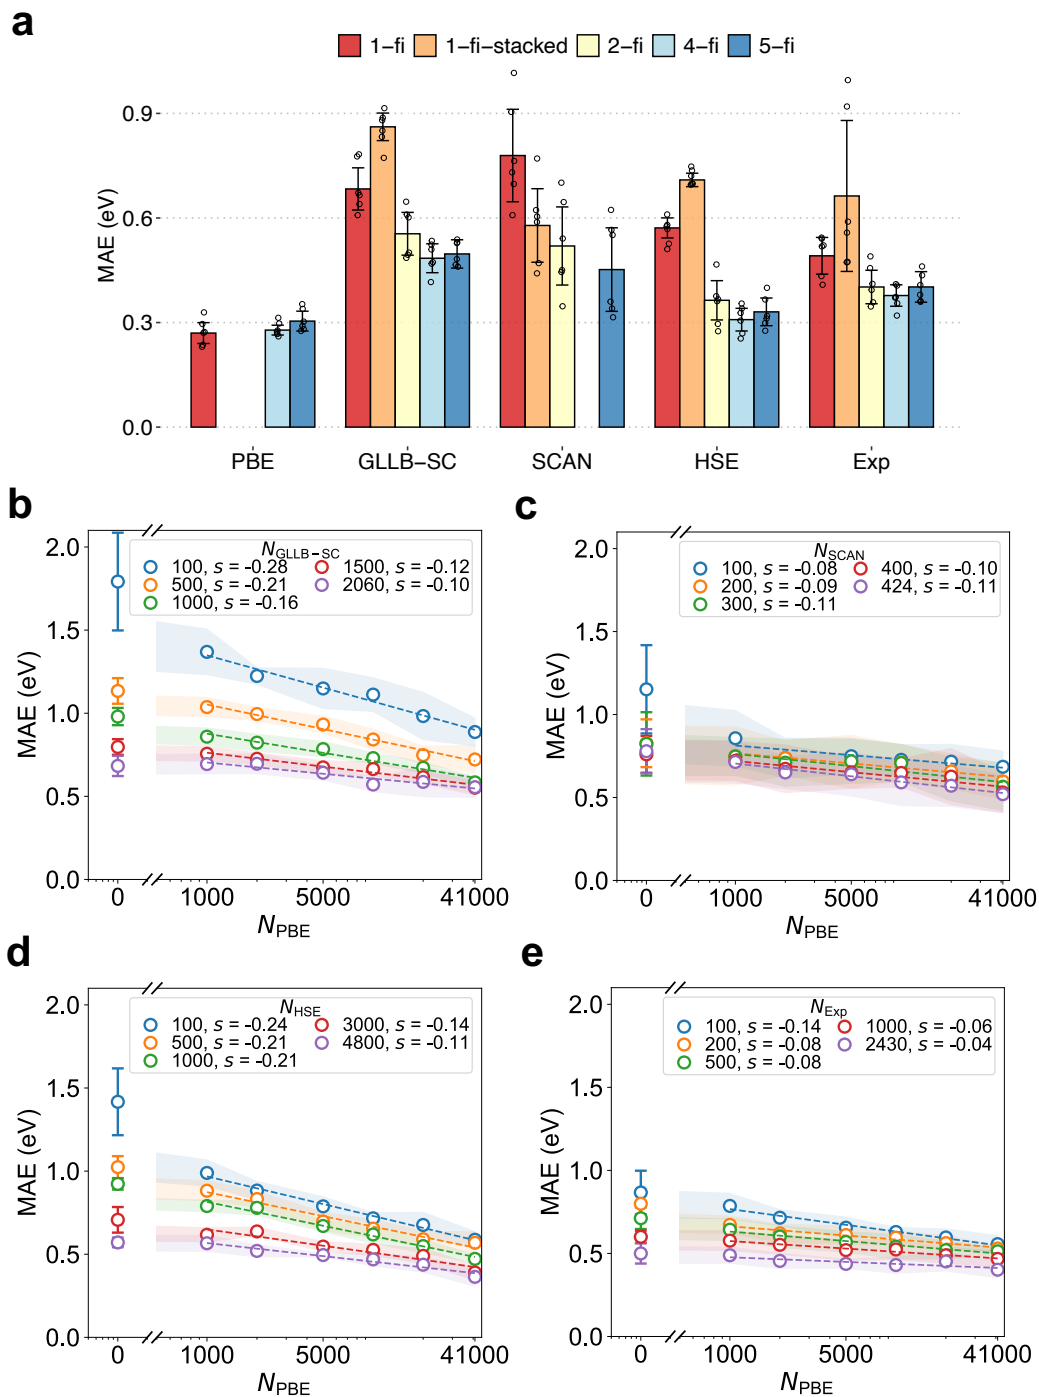 a
1-fi 1-fi-stacked 2-fi 4-fi 5-fi
MAE (eV)
0.9
0.6
0.3
0.0
PBE GLLB-SC SCAN HSE Exp
b
MAE (eV)
2.0
1.5
1.0
0.5
0.0
N_GLLB-SC
100, s = -0.28 1500, s = -0.12
500, s = -0.21 2060, s = -0.10
1000, s = -0.16
0 1000 5000 41000
N_PBE
c
MAE (eV)
2.0
1.5
1.0
0.5
0.0
N_SCAN
100, s = -0.08 400, s = -0.10
200, s = -0.09 424, s = -0.11
300, s = -0.11
0 1000 5000 41000
N_PBE
d
MAE (eV)
2.0
1.5
1.0
0.5
0.0
N_HSE
100, s = -0.24 3000, s = -0.14
500, s = -0.21 4800, s = -0.11
1000, s = -0.21
0 1000 5000 41000
N_PBE
e
MAE (eV)
2.0
1.5
1.0
0.5
0.0
N_Exp
100, s = -0.14 1000, s = -0.06
200, s = -0.08 2430, s = -0.04
500, s = -0.08
0 1000 5000 41000
N_PBE